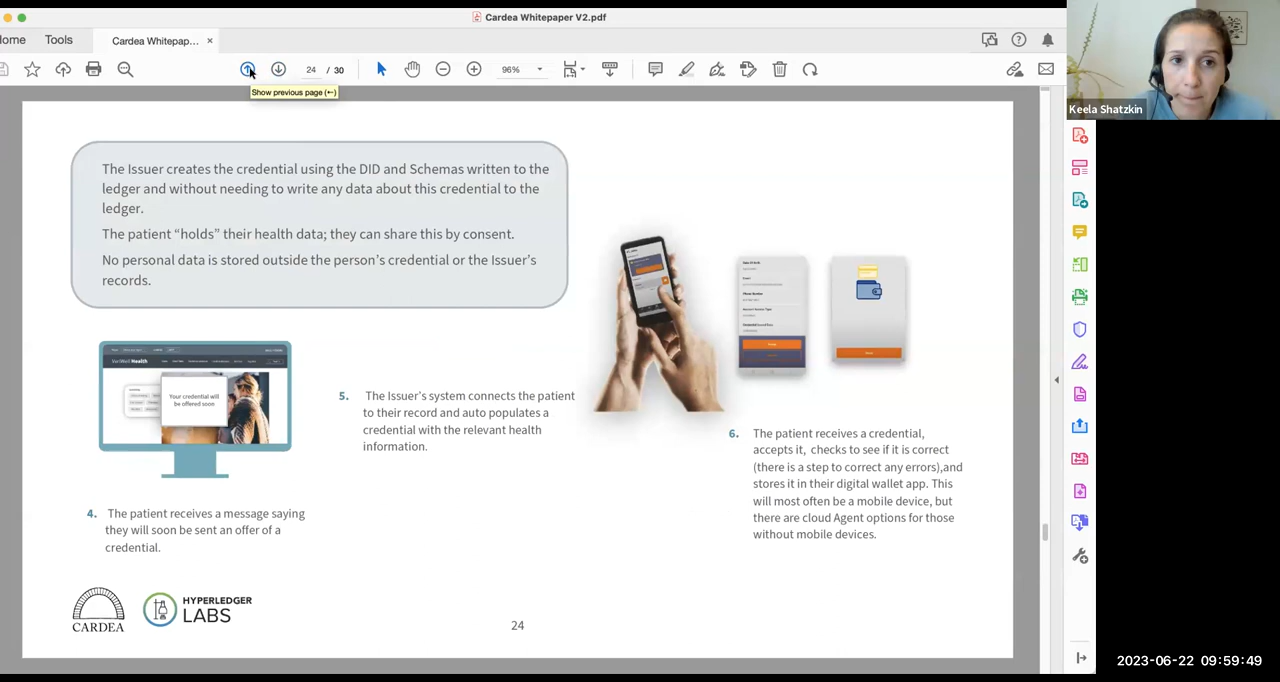 Cardea Whitepaper V2.pdf
Home
Tools
Cardea Whitepap... ×
24 / 30
96%
Show previous page (←)
Keela Shatzkin
The Issuer creates the credential using the DID and Schemas written to the
ledger and without needing to write any data about this credential to the
ledger.
The patient “holds” their health data; they can share this by consent.
No personal data is stored outside the person’s credential or the Issuer’s
records.
Health
Your credential will
be offered soon
4. The patient receives a message saying
they will soon be sent an offer of a
credential.
5. The Issuer’s system connects the patient
to their record and auto populates a
credential with the relevant health
information.
6. The patient receives a credential,
accepts it, checks to see if it is correct
(there is a step to correct any errors),and
stores it in their digital wallet app. This
will most often be a mobile device, but
there are cloud Agent options for those
without mobile devices.
CARDEA
HYPERLEDGER
LABS
24
2023-06-22 09:59:49